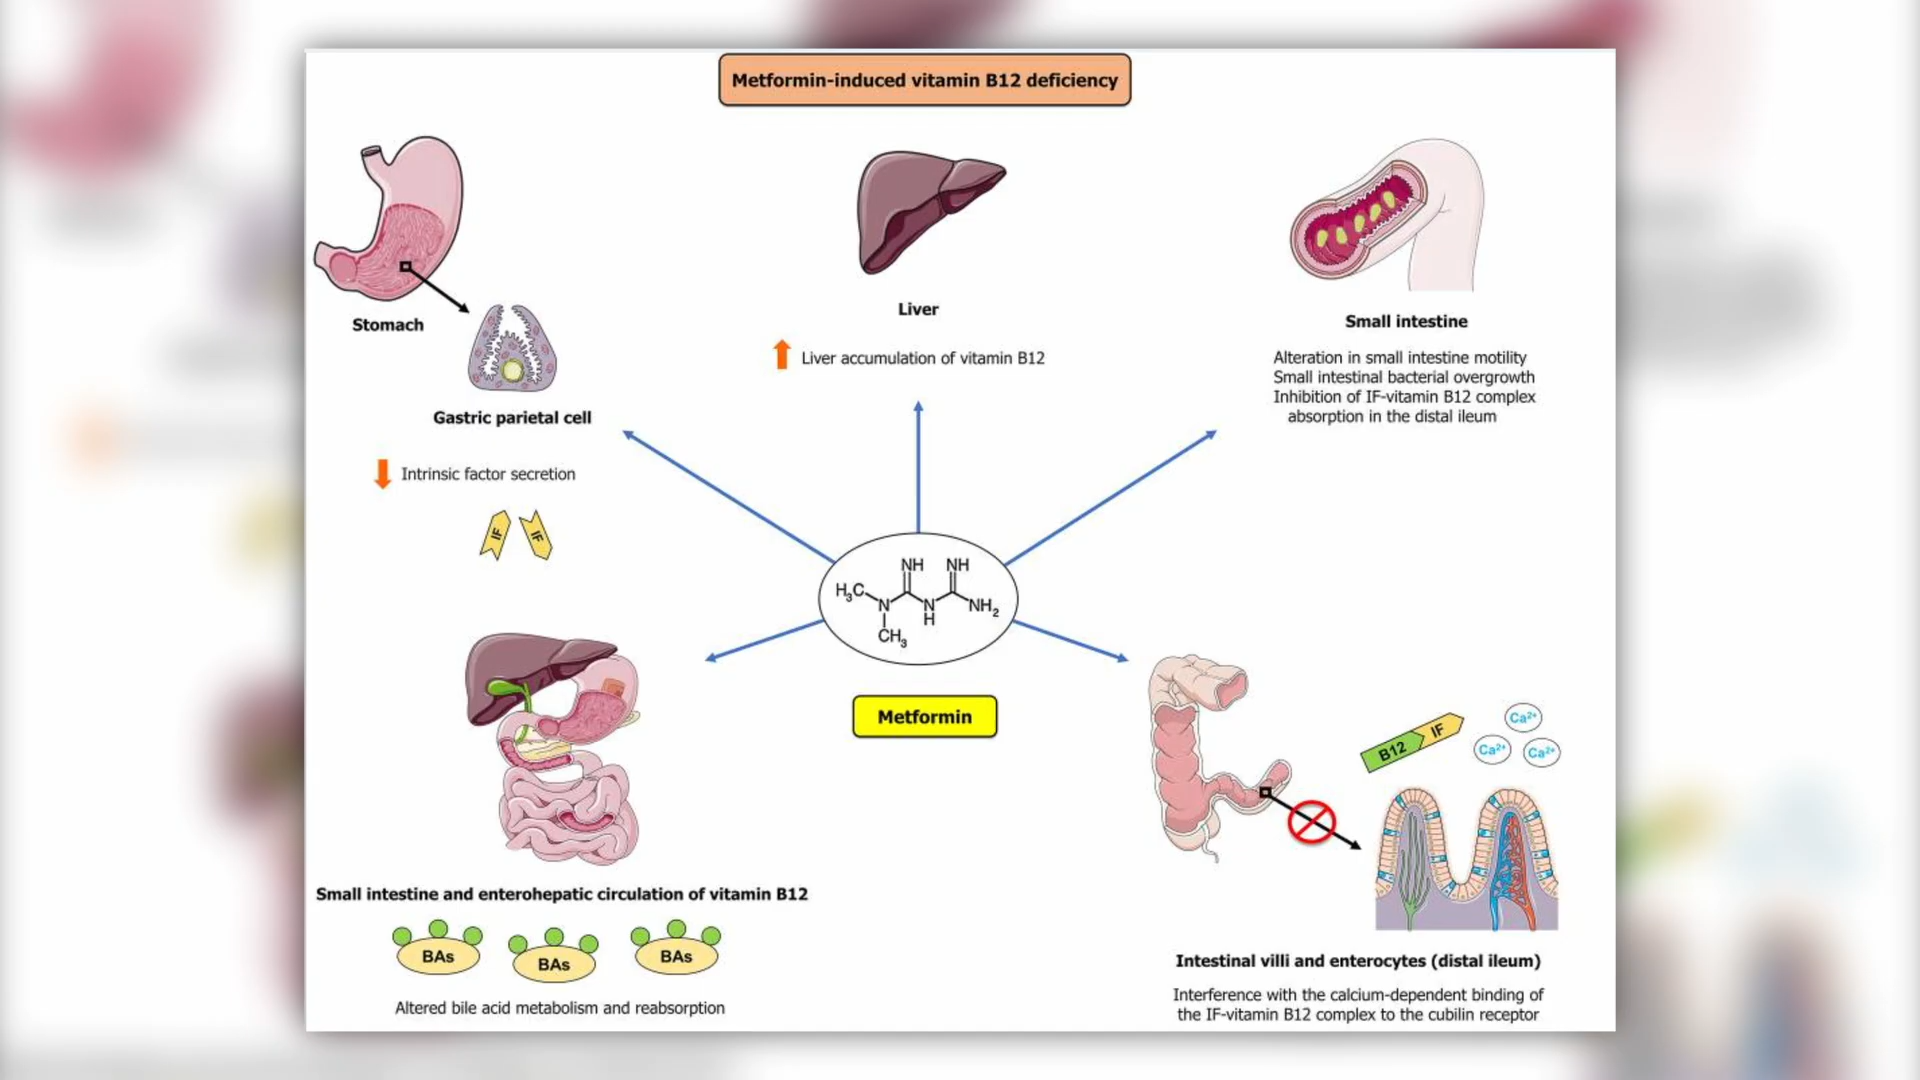 Metformin-induced vitamin B12 deficiency
Stomach
Gastric parietal cell
Intrinsic factor secretion
IF
IF
Liver
Liver accumulation of vitamin B12
Small intestine
Alteration in small intestine motility
Small intestinal bacterial overgrowth
Inhibition of IF-vitamin B12 complex
absorption in the distal ileum
NH NH
H₃C
N
N
H
NH₂
CH₃
Metformin
Small intestine and enterohepatic circulation of vitamin B12
BAs
BAs
BAs
Altered bile acid metabolism and reabsorption
B12 IF
Ca²⁺
Ca²⁺
Ca²⁺
Intestinal villi and enterocytes (distal ileum)
Interference with the calcium-dependent binding of
the IF-vitamin B12 complex to the cubilin receptor